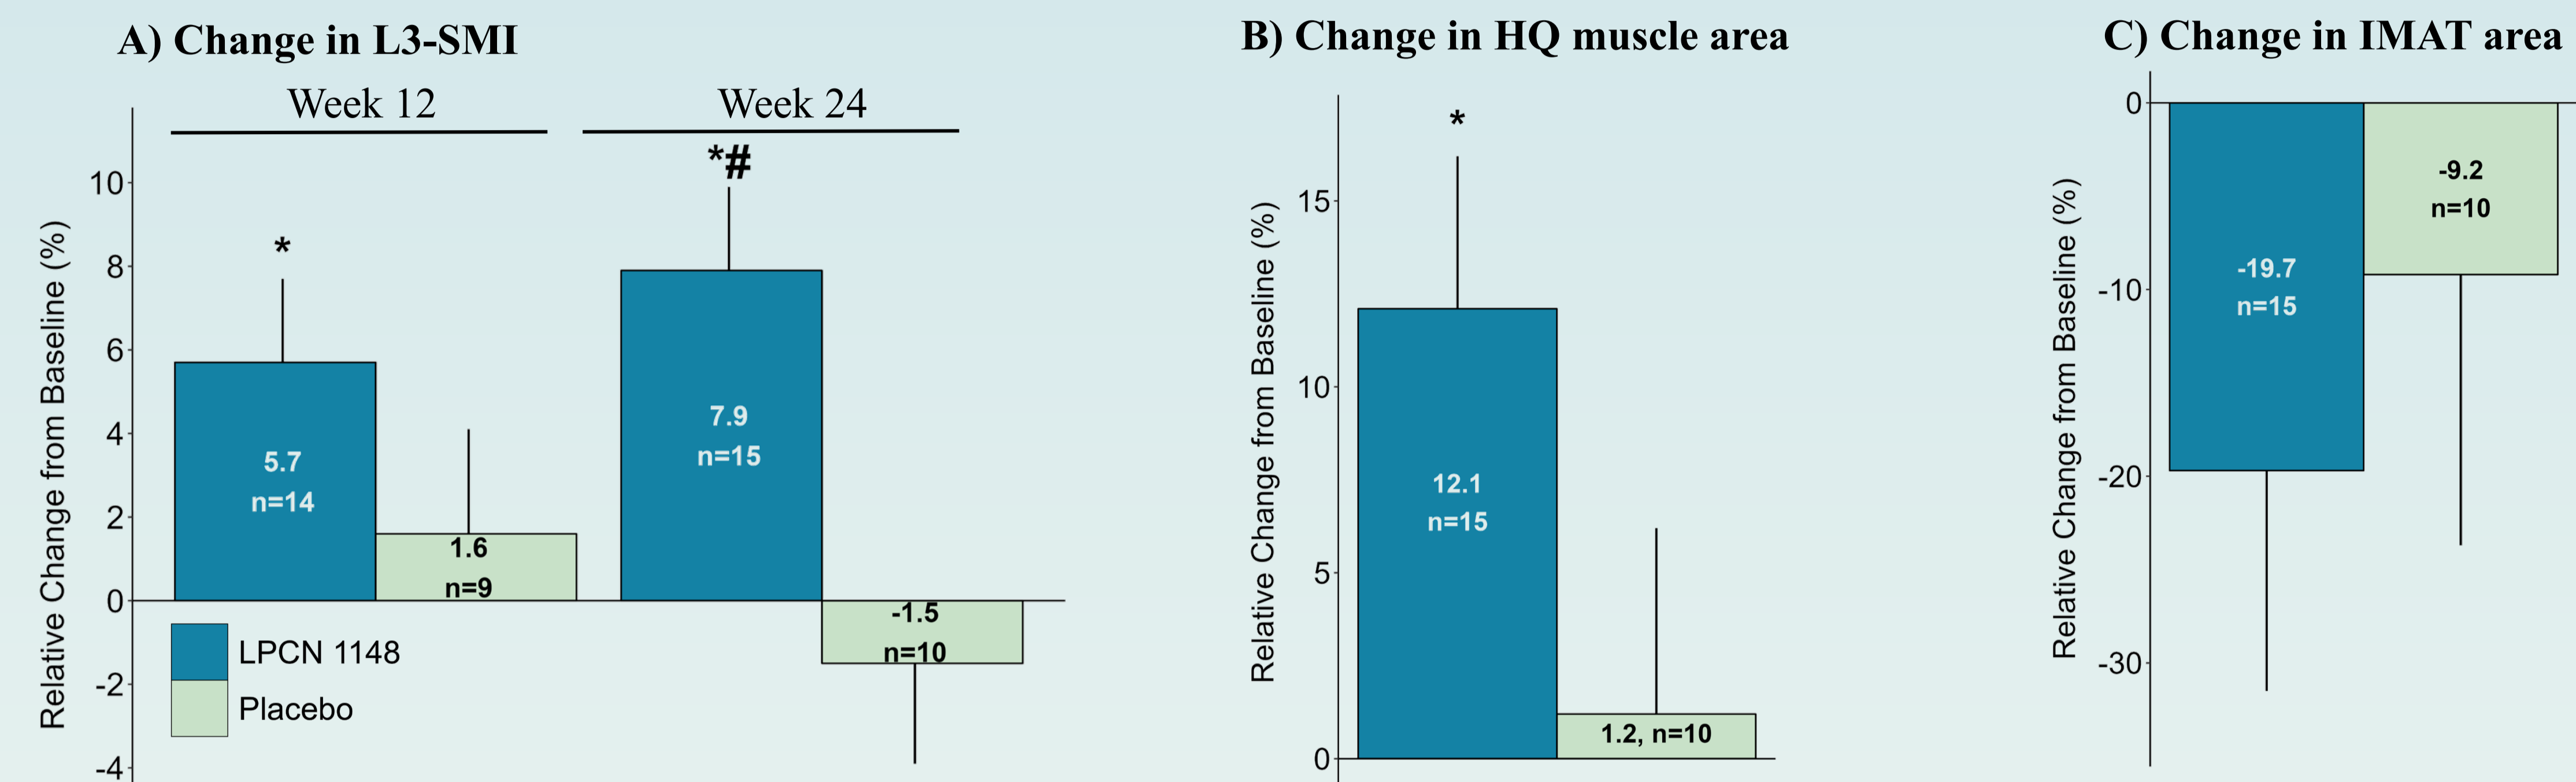 A) Change in L3-SMI
Week 12
Week 24
Relative Change from Baseline (%)
10
8
6
4
2
0
-2
-4
*
*#
5.7
n=14
1.6
n=9
7.9
n=15
-1.5
n=10
LPCN 1148
Placebo
B) Change in HQ muscle area
Relative Change from Baseline (%)
15
10
5
0
*
12.1
n=15
1.2, n=10
C) Change in IMAT area
Relative Change from Baseline (%)
0
-10
-20
-30
-19.7
n=15
-9.2
n=10